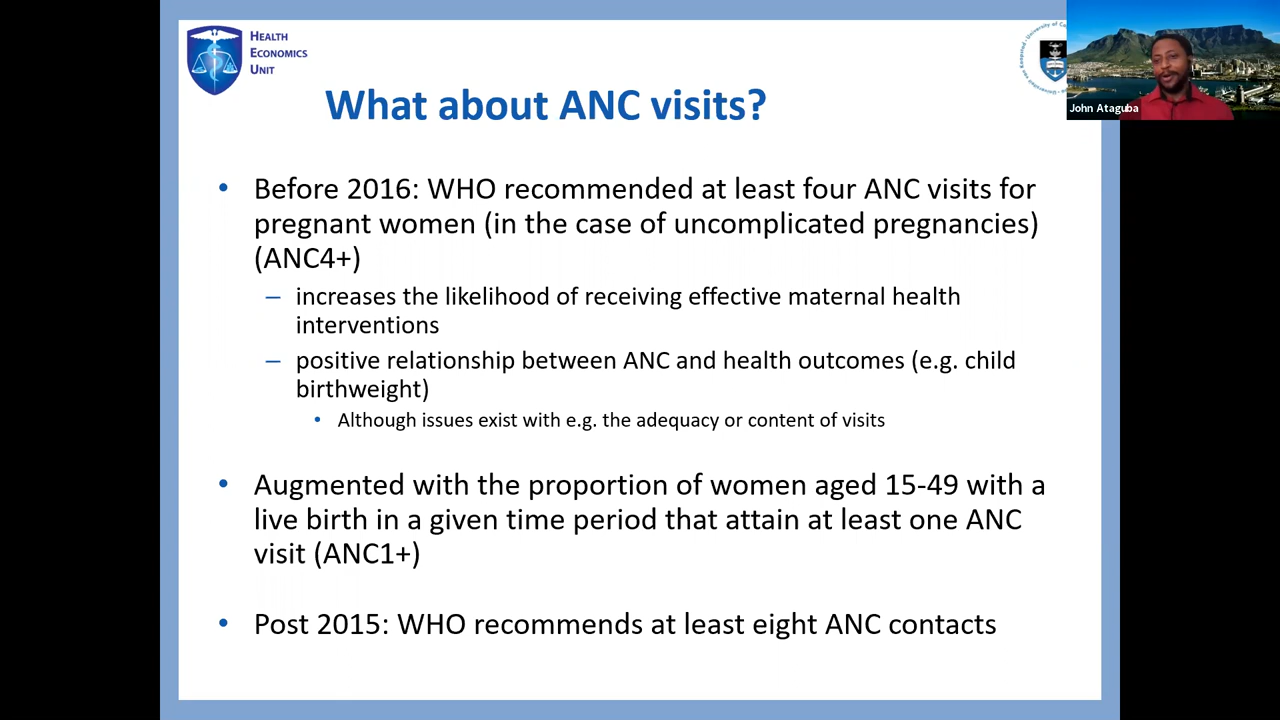 HEALTH
ECONOMICS
UNIT
John Ataguba
What about ANC visits?
• Before 2016: WHO recommended at least four ANC visits for
pregnant women (in the case of uncomplicated pregnancies)
(ANC4+)
– increases the likelihood of receiving effective maternal health
interventions
– positive relationship between ANC and health outcomes (e.g. child
birthweight)
• Although issues exist with e.g. the adequacy or content of visits
• Augmented with the proportion of women aged 15-49 with a
live birth in a given time period that attain at least one ANC
visit (ANC1+)
• Post 2015: WHO recommends at least eight ANC contacts